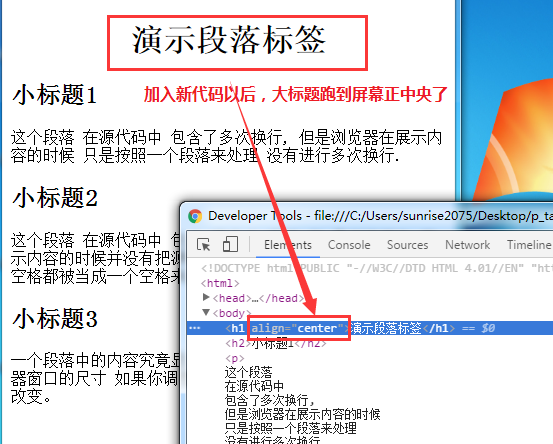 演示段落标签
小标题1
加入新代码以后，大标题跑到屏幕正中央了
这个段落 在源代码中 包含了多次换行, 但是浏览器在展示内
容的时候 只是按照一个段落来处理 没有进行多次换行.
小标题2
这个段落 在源代码中
示内容的时候并没有把源
空格都被当成一个空格来
小标题3
一个段落中的内容究竟显
器窗口的尺寸 如果你调
改变。
Developer Tools - file:///C:/Users/sunrise2075/Desktop/p_ta
Elements Console Sources Network Timeline
<!DOCTYPE html PUBLIC "-//W3C//DTD HTML 4.01//EN" "ht
<html>
▶<head>…</head>
▼<body>
••• <h1 align="center">演示段落标签</h1> == $0
<h2>小标题1</h2>
<p>
这个段落
在源代码中
包含了多次换行,
但是浏览器在展示内容的时候
只是按照一个段落来处理
没有进行多次换行